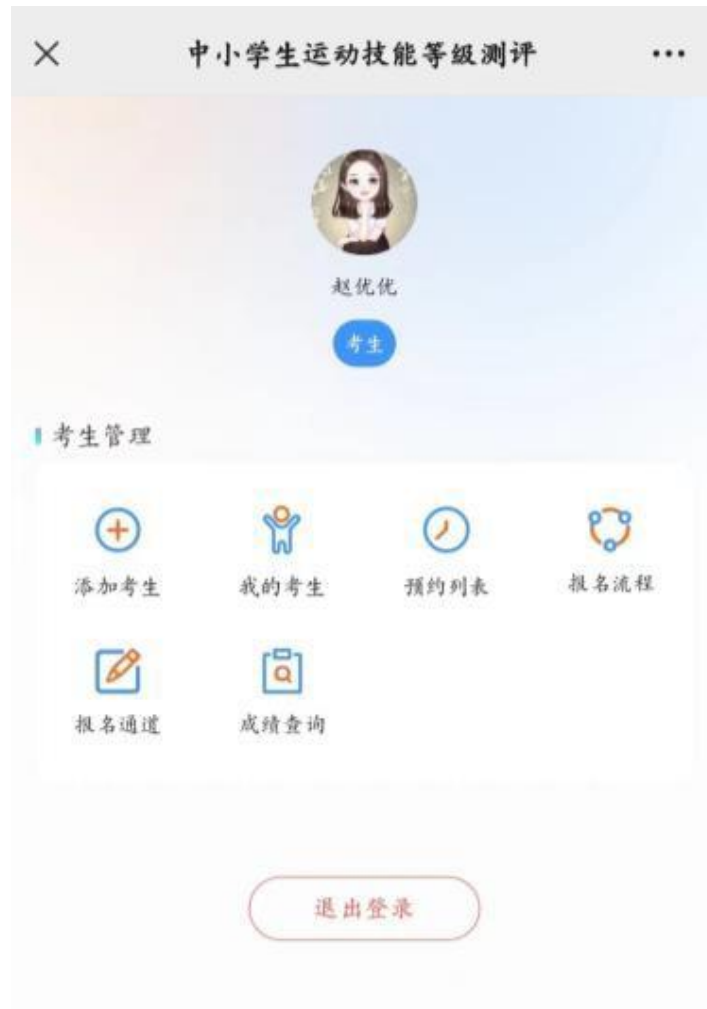 中小学生运动技能等级测评
赵优优
考生
考生管理
添加考生 我的考生 预约列表 报名流程
报名通道 成绩查询
退出登录